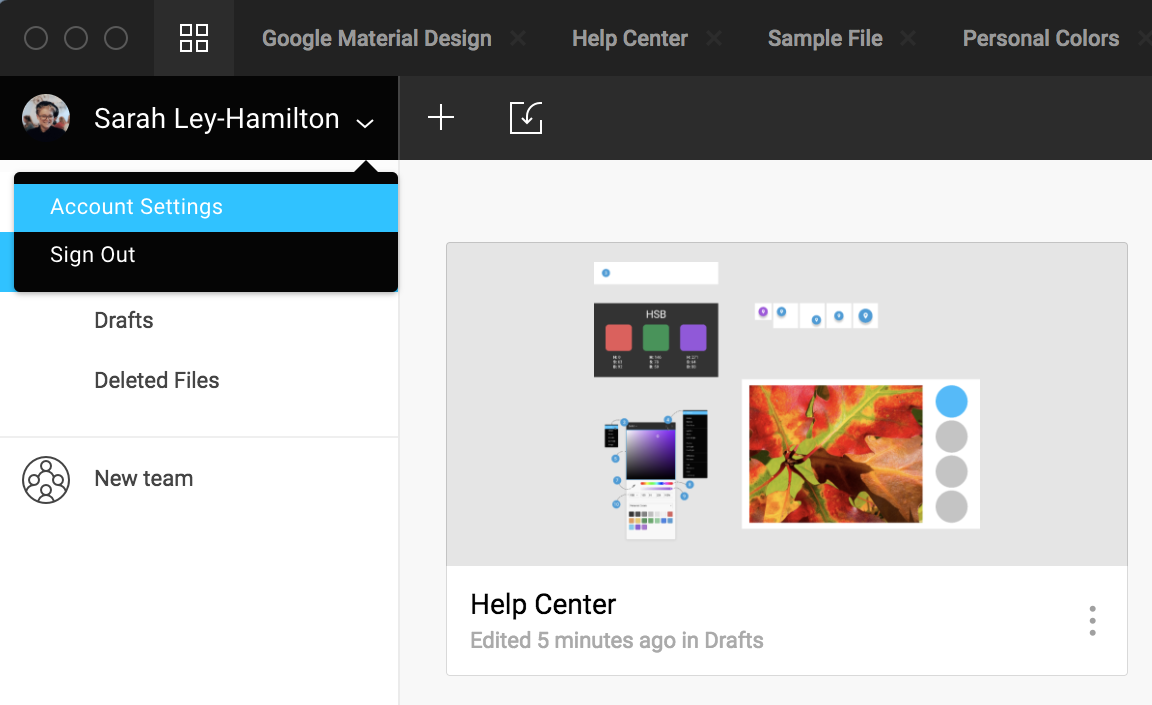 Google Material Design
Help Center
Sample File
Personal Colors
Sarah Ley-Hamilton
Account Settings
Sign Out
Drafts
Deleted Files
New team
HSB
Help Center
Edited 5 minutes ago in Drafts